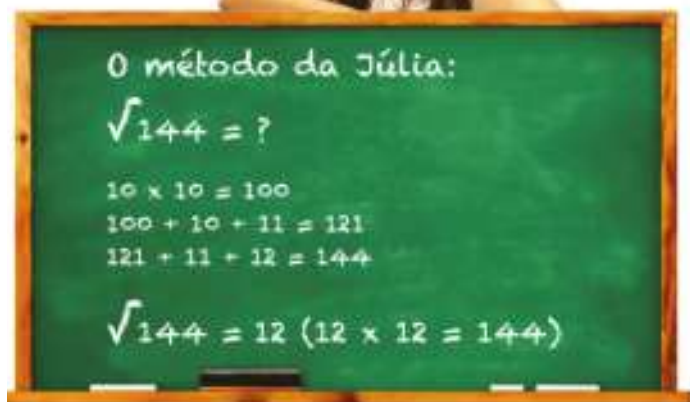 O método da Júlia:
√144 = ?
10 x 10 = 100
100 + 10 + 11 = 121
121 + 11 + 12 = 144
√144 = 12 (12 x 12 = 144)